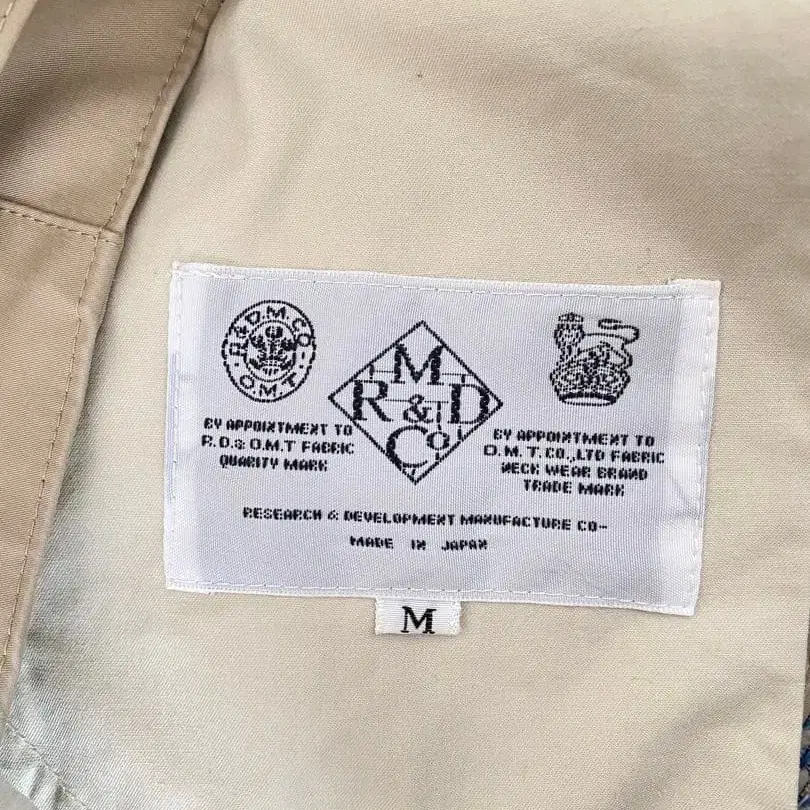 R.&D.M.CO.
O.M.T.
M
R & D
Co
BY APPOINTMENT TO
R.D.& O.M.T FABRIC
QUARITY MARK
BY APPOINTMENT TO
O.M.T.CO.,LTD FABRIC
NECK WEAR BRAND
TRADE MARK
RESEARCH & DEVELOPMENT MANUFACTURE CO-
MADE IN JAPAN
M